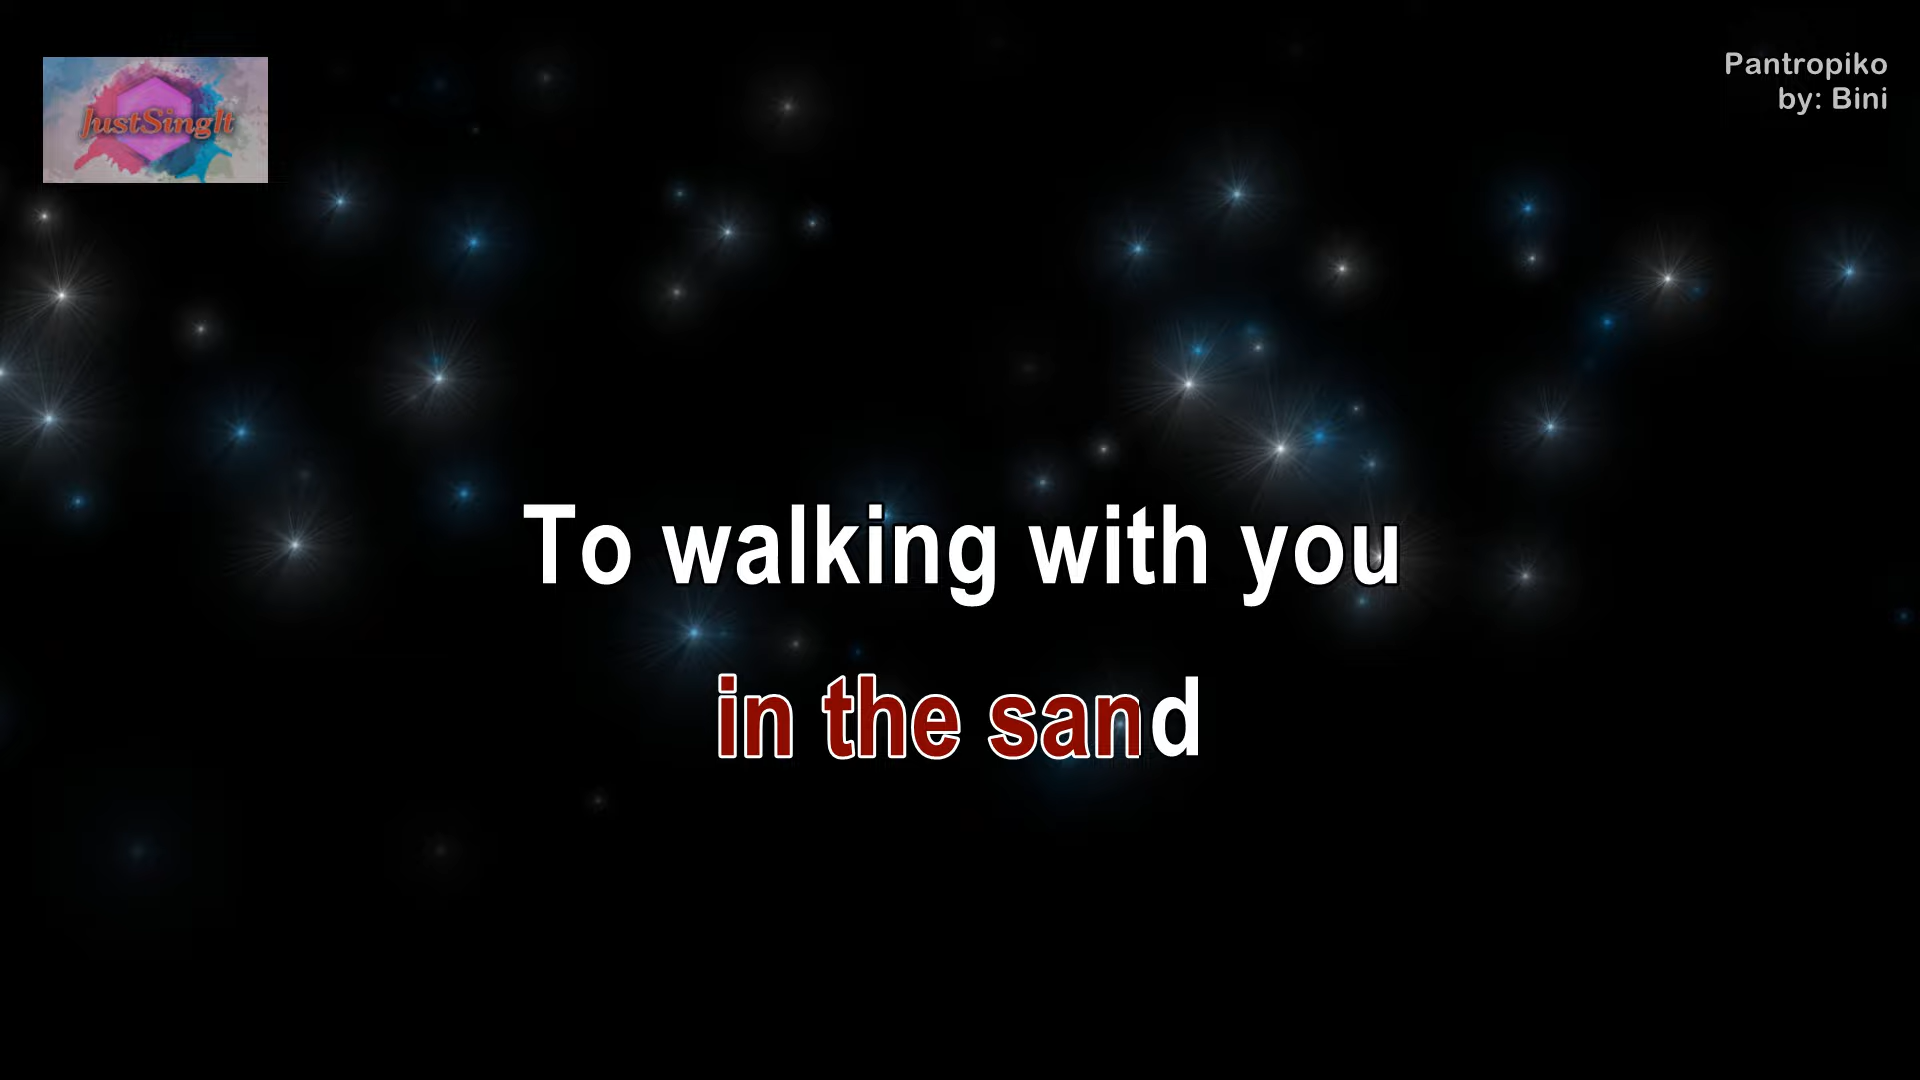 JustSingIt
Pantropiko
by: Bini
To walking with you
in the sand